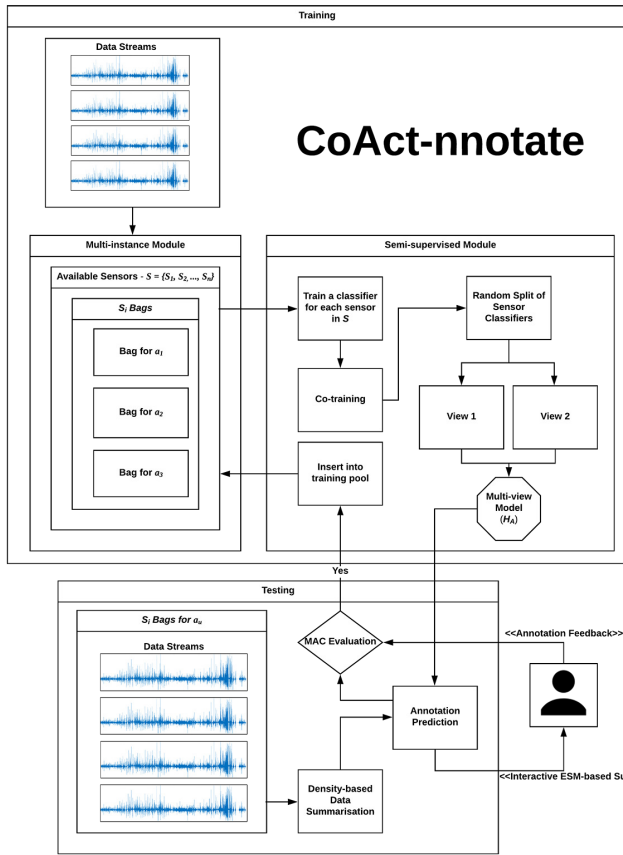 Training
Data Streams
CoAct-nnotate
Multi-instance Module
Available Sensors - S = {S1, S2, ..., Sn}
Si Bags
Bag for a1
Bag for a2
Bag for a3
Semi-supervised Module
Train a classifier
for each sensor
in S
Co-training
Random Split of
Sensor
Classifiers
View 1
View 2
Insert into
training pool
Multi-view
Model
(HA)
Yes
Testing
Si Bags for au
Data Streams
MAC Evaluation
Annotation
Prediction
Density-based
Data
Summarisation
<<Annotation Feedback>>
<<Interactive ESM-based Su